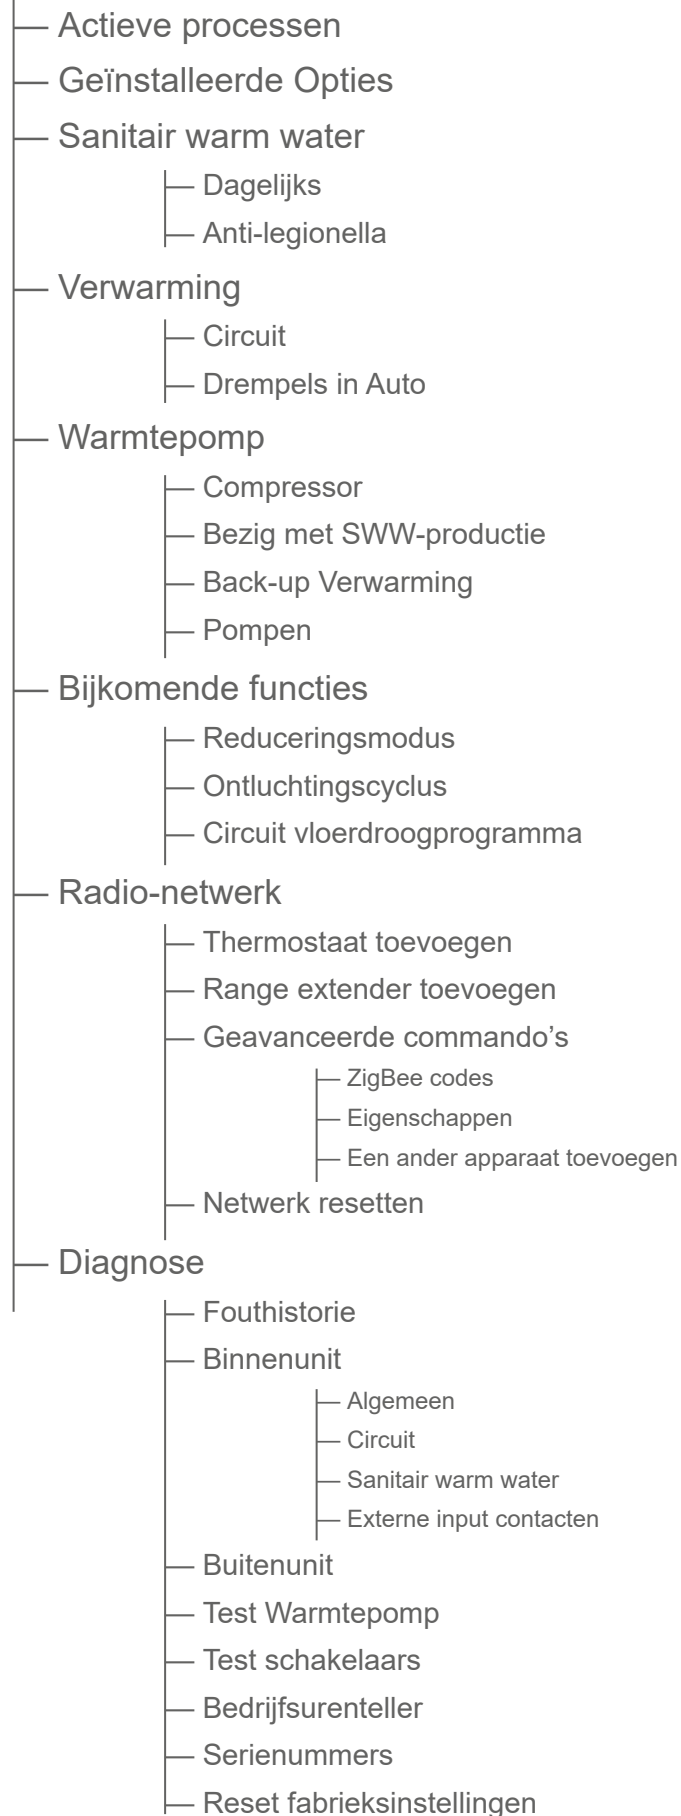 Actieve processen
Geïnstalleerde Opties
Sanitair warm water
Dagelijks
Anti-legionella
Verwarming
Circuit
Drempels in Auto
Warmtepomp
Compressor
Bezig met SWW-productie
Back-up Verwarming
Pompen
Bijkomende functies
Reduceringsmodus
Ontluchtingscyclus
Circuit vloerdroogprogramma
Radio-netwerk
Thermostaat toevoegen
Range extender toevoegen
Geavanceerde commando’s
ZigBee codes
Eigenschappen
Een ander apparaat toevoegen
Netwerk resetten
Diagnose
Fouthistorie
Binnenunit
Algemeen
Circuit
Sanitair warm water
Externe input contacten
Buitenunit
Test Warmtepomp
Test schakelaars
Bedrijfsurenteller
Serienummers
Reset fabrieksinstellingen